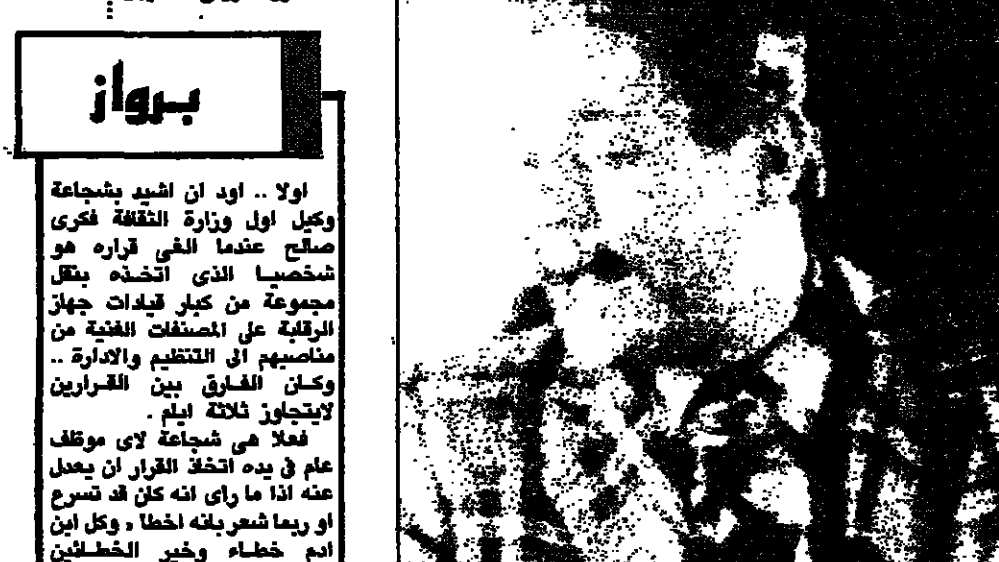 برواز
اولا .. اود ان اشيد بشجاعة
وكيل اول وزارة الثقافة فكرى
صالح عندما الغى قراره هو
شخصيا الذى اتخذه بنقل
مجموعة من كبار قيادات جهاز
الرقابة على المصنفات الفنية من
مناصبهم الى التنظيم والادارة ..
وكان الفارق بين القرارين
لايتجاوز ثلاثة ايام .
فعلا هى شجاعة لاى موظف
عام فى يده اتخاذ القرار ان يعدل
عنه اذا ما راى انه كان قد تسرع
او ربما شعر بانه اخطا ، وكل ابن
ادم خطاء وخير الخطائين